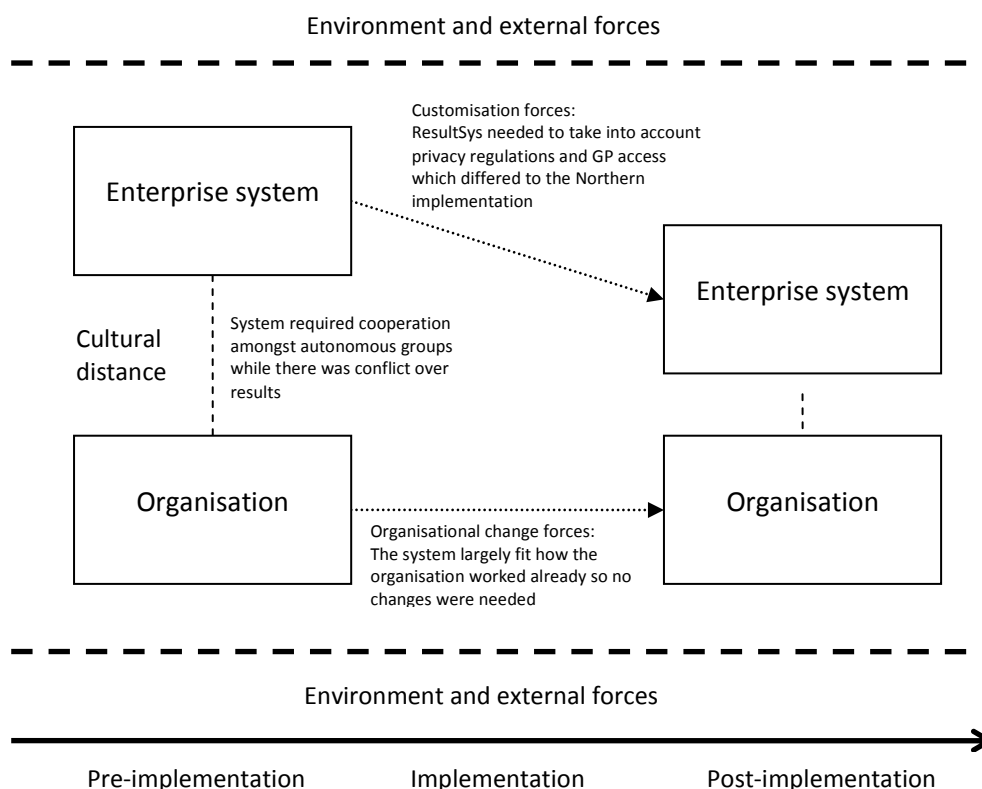 Environment and external forces
Customisation forces:
ResultSys needed to take into account
privacy regulations and GP access
which differed to the Northern
implementation
Enterprise system
Enterprise system
Cultural
distance
System required cooperation
amongst autonomous groups
while there was conflict over
results
Organisation
Organisation
Organisational change forces:
The system largely fit how the
organisation worked already so no
changes were needed
Environment and external forces
Pre-implementation
Implementation
Post-implementation